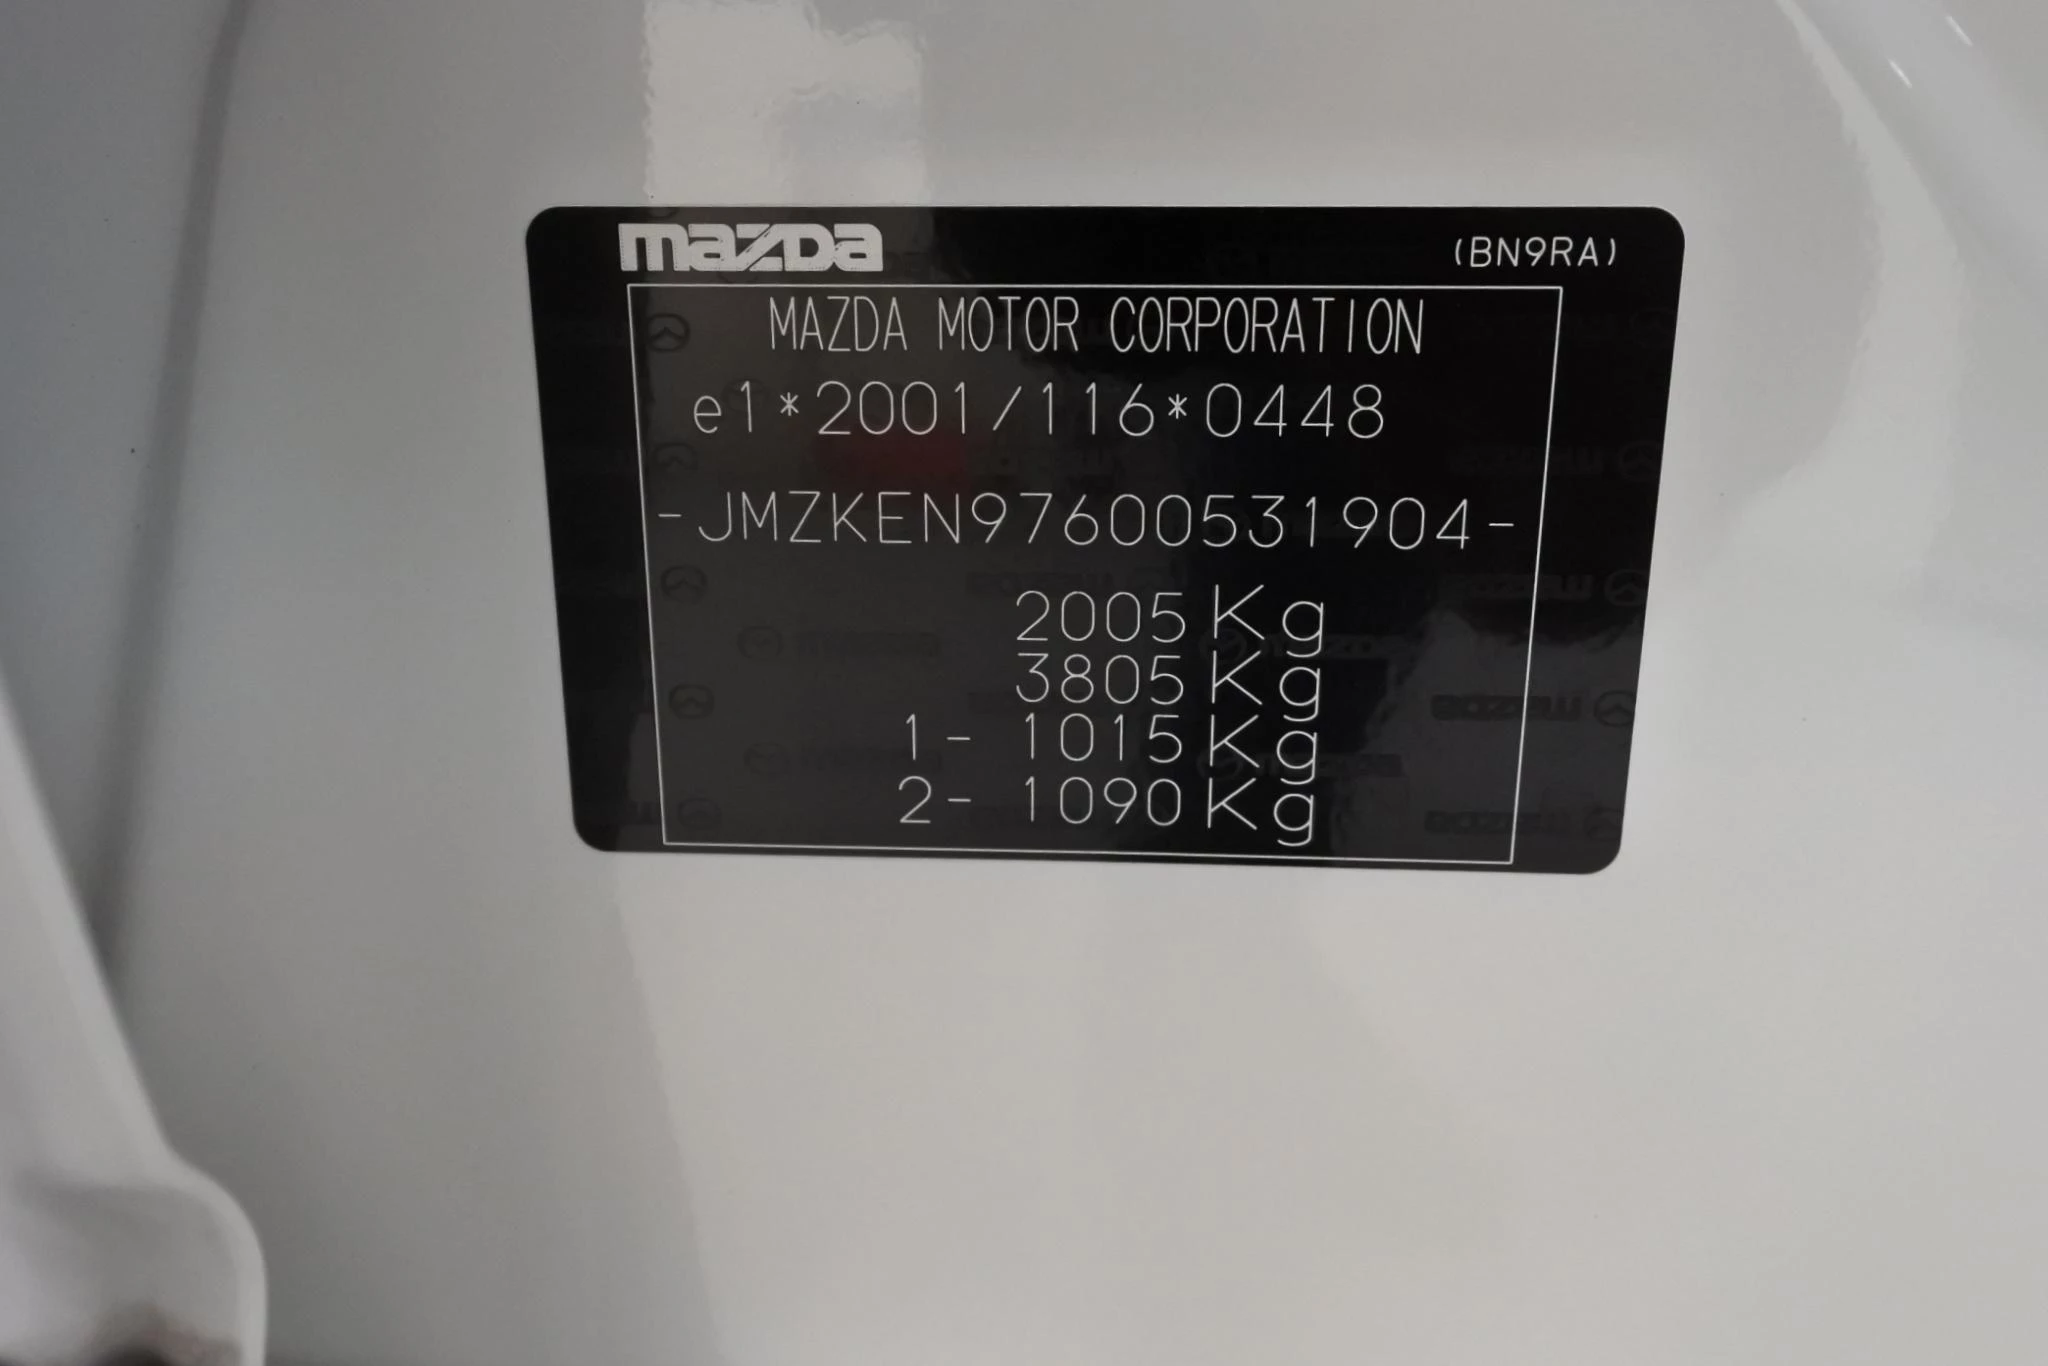 mazda (BN9RA)
MAZDA MOTOR CORPORATION
e1*2001/116*0448
-JMZKEN97600531904-
2005Kg
3805Kg
1- 1015Kg
2- 1090Kg